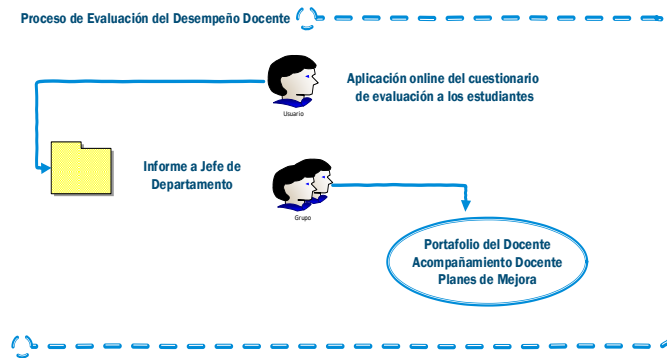 Proceso de Evaluación del Desempeño Docente
Aplicación online del cuestionario
de evaluación a los estudiantes
Usuario
Informe a Jefe de
Departamento
Grupo
Portafolio del Docente
Acompañamiento Docente
Planes de Mejora